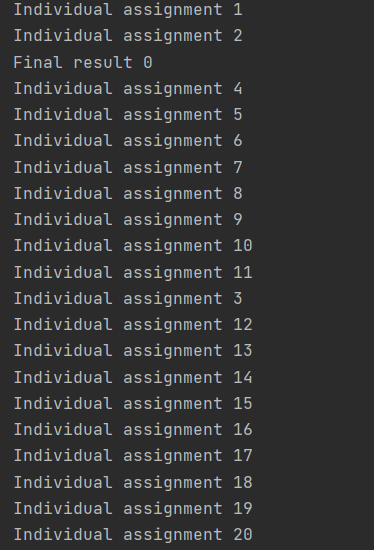 Individual assignment 1
Individual assignment 2
Final result 0
Individual assignment 4
Individual assignment 5
Individual assignment 6
Individual assignment 7
Individual assignment 8
Individual assignment 9
Individual assignment 10
Individual assignment 11
Individual assignment 3
Individual assignment 12
Individual assignment 13
Individual assignment 14
Individual assignment 15
Individual assignment 16
Individual assignment 17
Individual assignment 18
Individual assignment 19
Individual assignment 20